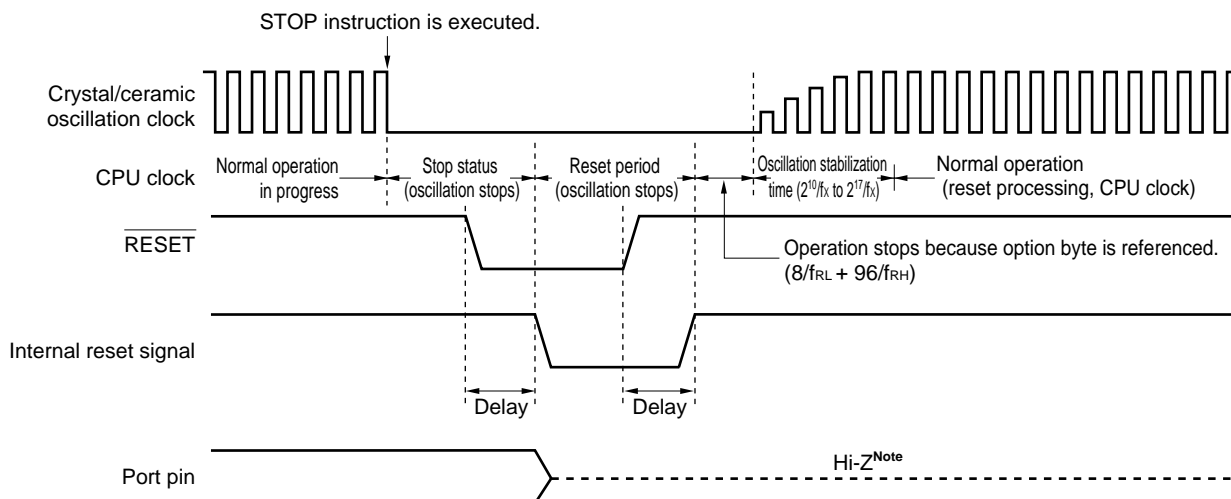 STOP instruction is executed.
Crystal/ceramic
oscillation clock
CPU clock
Normal operation
in progress
Stop status
(oscillation stops)
Reset period
(oscillation stops)
Oscillation stabilization
time (2¹⁰/fX to 2¹⁷/fX)
Normal operation
(reset processing, CPU clock)
RESET
Operation stops because option byte is referenced.
(8/fRL + 96/fRH)
Internal reset signal
Delay
Delay
Port pin
Hi-Z Note